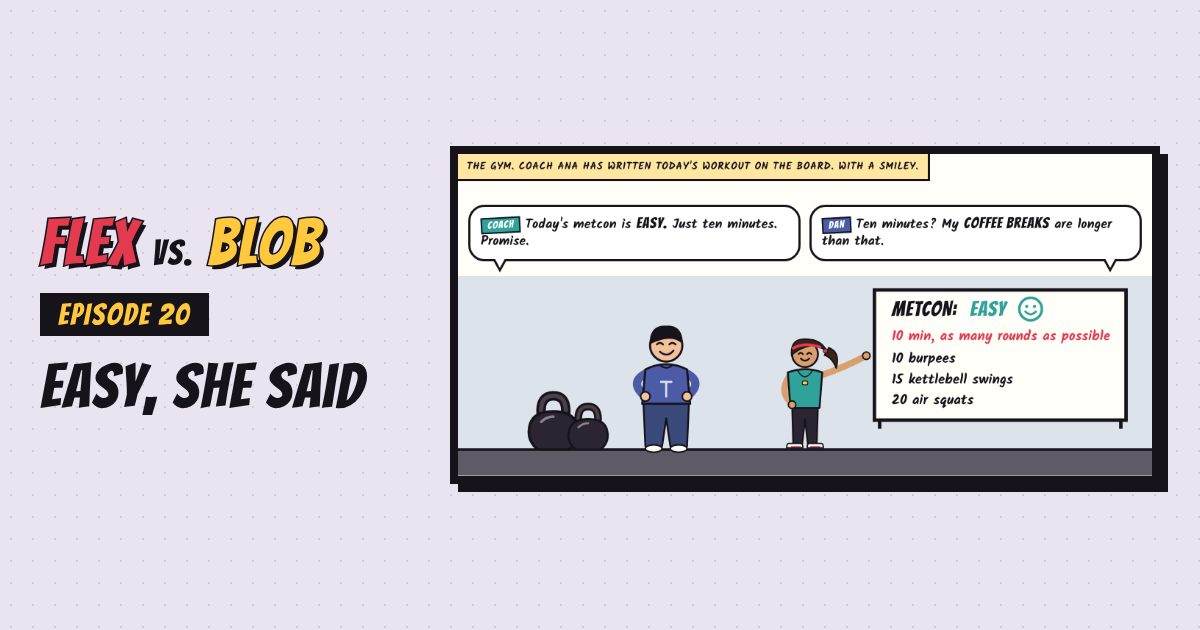 FLEX VS. BLOB
EPISODE 20
EASY, SHE SAID
THE GYM. COACH ANA HAS WRITTEN TODAY'S WORKOUT ON THE BOARD. WITH A SMILEY.
COACH Today's metcon is EASY. Just ten minutes.
Promise.
DAN Ten minutes? My COFFEE BREAKS are longer
than that.
METCON: EASY
10 min, as many rounds as possible
10 burpees
15 kettlebell swings
20 air squats
T